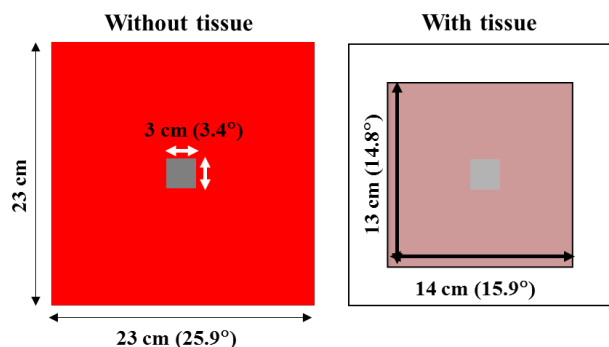 Without tissue
With tissue
3 cm (3.4°)
23 cm
13 cm (14.8°)
14 cm (15.9°)
23 cm (25.9°)